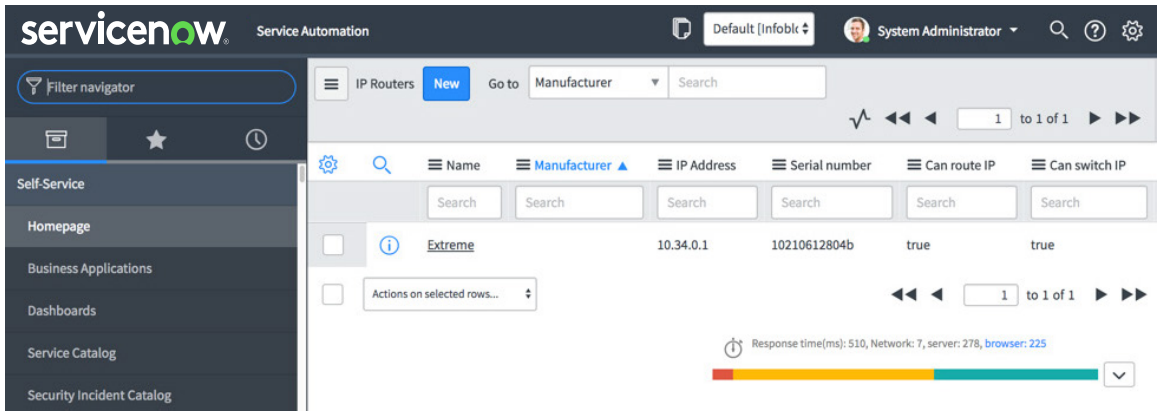 servicenow® Service Automation Default [Infoblc System Administrator
Filter navigator
IP Routers New Go to Manufacturer Search
1 to 1 of 1
Self-Service
Name Manufacturer ▲ IP Address Serial number Can route IP Can switch IP
Search Search Search Search Search Search
Homepage
Extreme 10.34.0.1 10210612804b true true
Business Applications
Actions on selected rows... 1 to 1 of 1
Dashboards
Response time(ms): 510, Network: 7, server: 278, browser: 225
Service Catalog
Security Incident Catalog